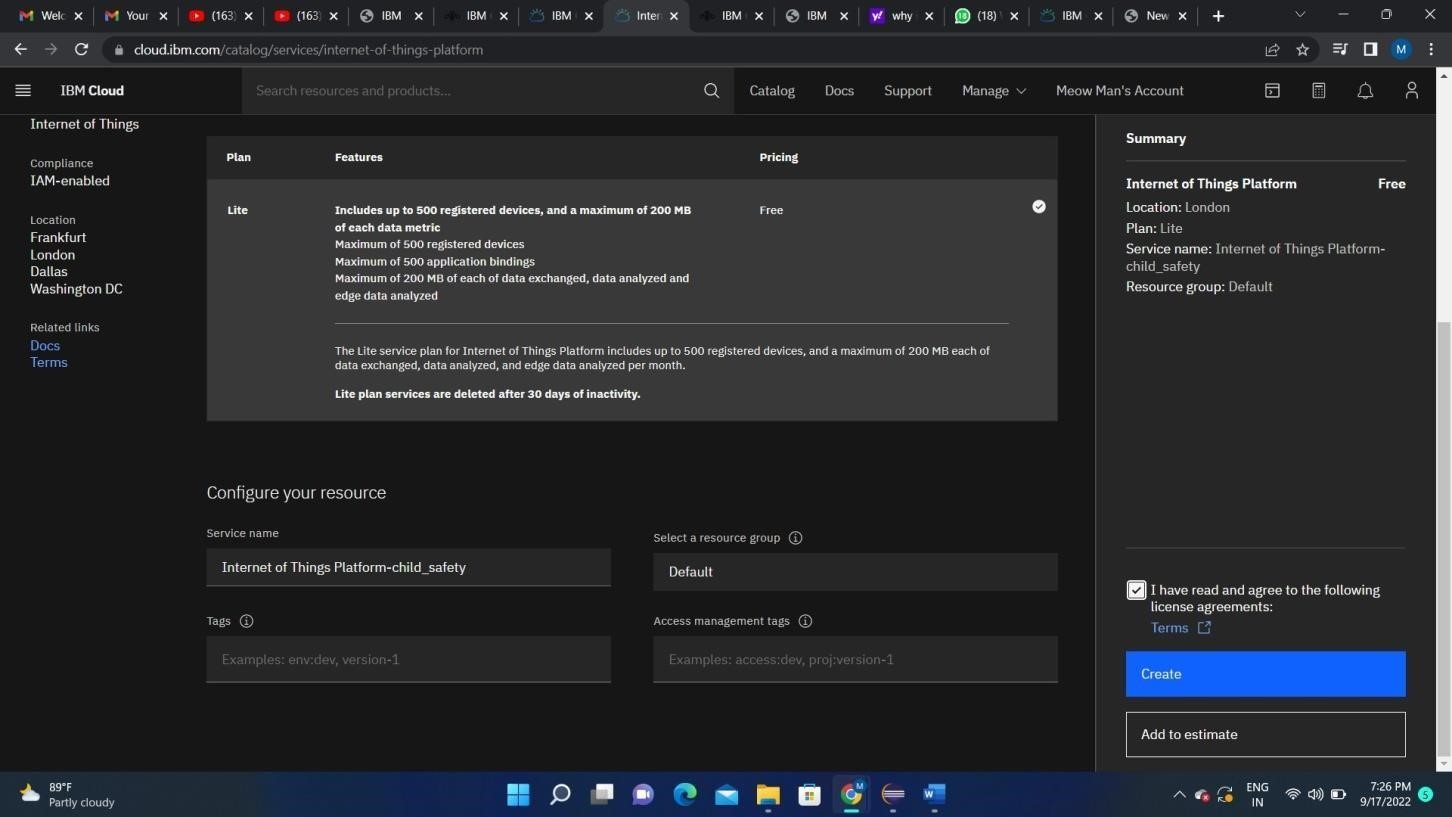 Welc
Your
(163)
(163)
IBM
IBM
IBM
Inter
IBM
IBM
why
(18)
IBM
New
cloud.ibm.com/catalog/services/internet-of-things-platform
M
IBM Cloud
Search resources and products...
Catalog
Docs
Support
Manage
Meow Man's Account
Internet of Things
Compliance
IAM-enabled
Location
Frankfurt
London
Dallas
Washington DC
Related links
Docs
Terms
Plan Features Pricing
Lite
Includes up to 500 registered devices, and a maximum of 200 MB
of each data metric
Maximum of 500 registered devices
Maximum of 500 application bindings
Maximum of 200 MB of each of data exchanged, data analyzed and
edge data analyzed
Free
The Lite service plan for Internet of Things Platform includes up to 500 registered devices, and a maximum of 200 MB each of
data exchanged, data analyzed, and edge data analyzed per month.
Lite plan services are deleted after 30 days of inactivity.
Configure your resource
Service name
Internet of Things Platform-child_safety
Select a resource group
Default
Tags
Examples: env:dev, version-1
Access management tags
Examples: access:dev, proj:version-1
Summary
Internet of Things Platform Free
Location: London
Plan: Lite
Service name: Internet of Things Platform-
child_safety
Resource group: Default
I have read and agree to the following
license agreements:
Terms
Create
Add to estimate
89°F
Partly cloudy
ENG
IN
7:26 PM
9/17/2022
5